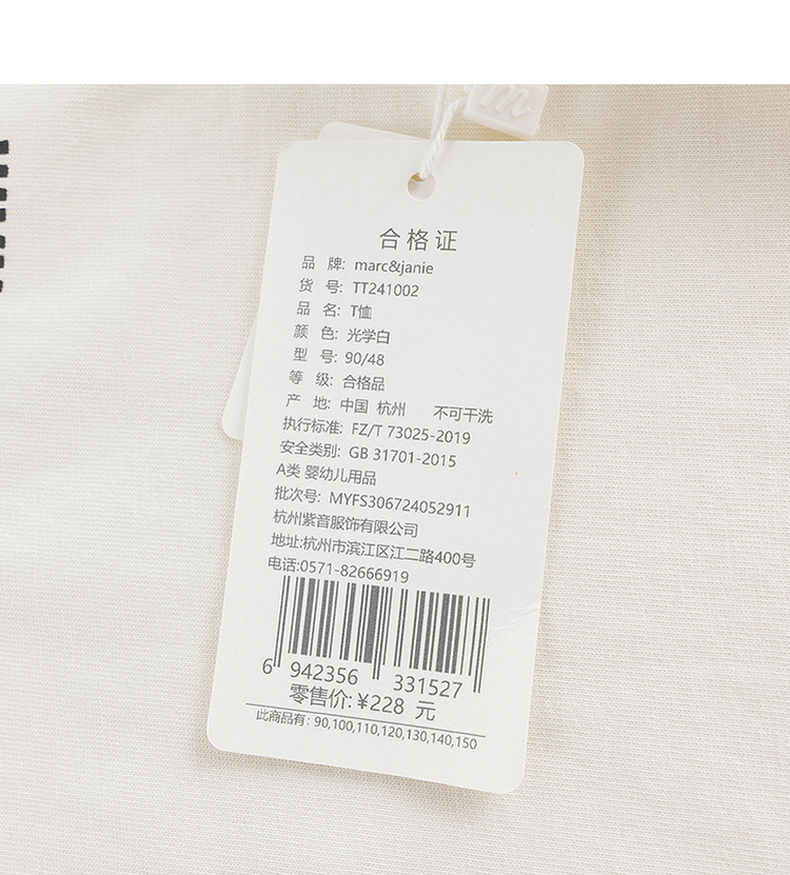 m
合格证
品 牌: marc&janie
货 号: TT241002
品 名: T恤
颜 色: 光学白
型 号: 90/48
等 级: 合格品
产 地: 中国 杭州 不可干洗
执行标准: FZ/T 73025-2019
安全类别: GB 31701-2015
A类 婴幼儿用品
批次号: MYFS306724052911
杭州紫音服饰有限公司
地址:杭州市滨江区江二路400号
电话:0571-82666919
6 942356 331527
零售价: ¥228 元
此商品有: 90,100,110,120,130,140,150